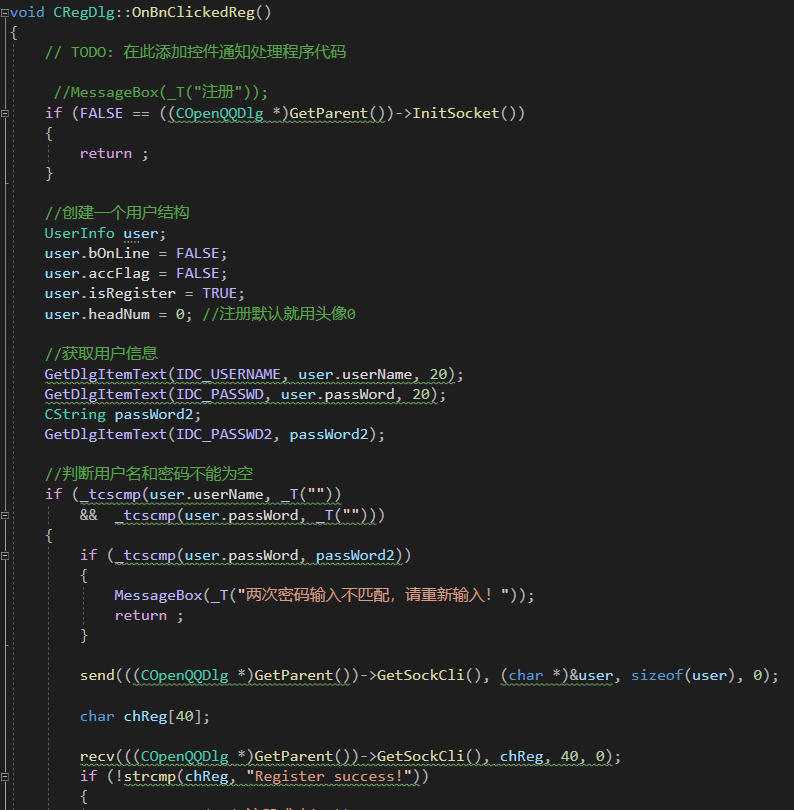 void CRegDlg::OnBnClickedReg()
{
    // TODO: 在此添加控件通知处理程序代码
     //MessageBox(_T("注册"));
    if (FALSE == ((COpenQQDlg *)GetParent())->InitSocket())
    {
        return ;
    }
    //创建一个用户结构
    UserInfo user;
    user.bOnLine = FALSE;
    user.accFlag = FALSE;
    user.isRegister = TRUE;
    user.headNum = 0; //注册默认就用头像0
    //获取用户信息
    GetDlgItemText(IDC_USERNAME, user.userName, 20);
    GetDlgItemText(IDC_PASSWD, user.passWord, 20);
    CString passWord2;
    GetDlgItemText(IDC_PASSWD2, passWord2);
    //判断用户名和密码不能为空
    if (_tcscmp(user.userName, _T(""))
        &&  _tcscmp(user.passWord, _T("")))
    {
        if (_tcscmp(user.passWord, passWord2))
        {
            MessageBox(_T("两次密码输入不匹配，请重新输入！"));
            return ;
        }
        send(((COpenQQDlg *)GetParent())->GetSockCli(), (char *)&user, sizeof(user), 0);
        char chReg[40];
        recv(((COpenQQDlg *)GetParent())->GetSockCli(), chReg, 40, 0);
        if (!strcmp(chReg, "Register success!"))
        {